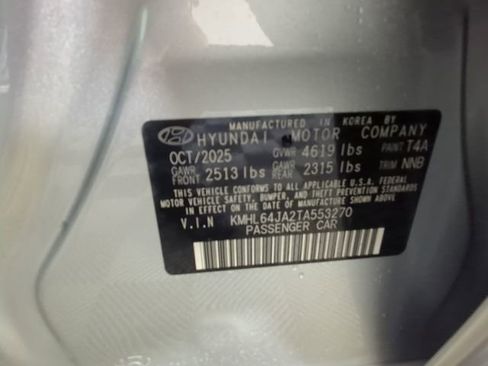 MANUFACTURED IN KOREA BY
HYUNDAI MOTOR COMPANY
OCT/2025 GVWR 4619 lbs PAINT T4A
GAWR FRONT 2513 lbs GAWR REAR 2315 lbs TRIM NNB
THIS VEHICLE CONFORMS TO ALL APPLICABLE U.S.A. FEDERAL
MOTOR VEHICLE SAFETY, BUMPER, AND THEFT PREVENTION STANDARDS
IN EFFECT ON THE DATE OF MANUFACTURE SHOWN ABOVE.
V.I.N KMHL64JA2TA553270
PASSENGER CAR